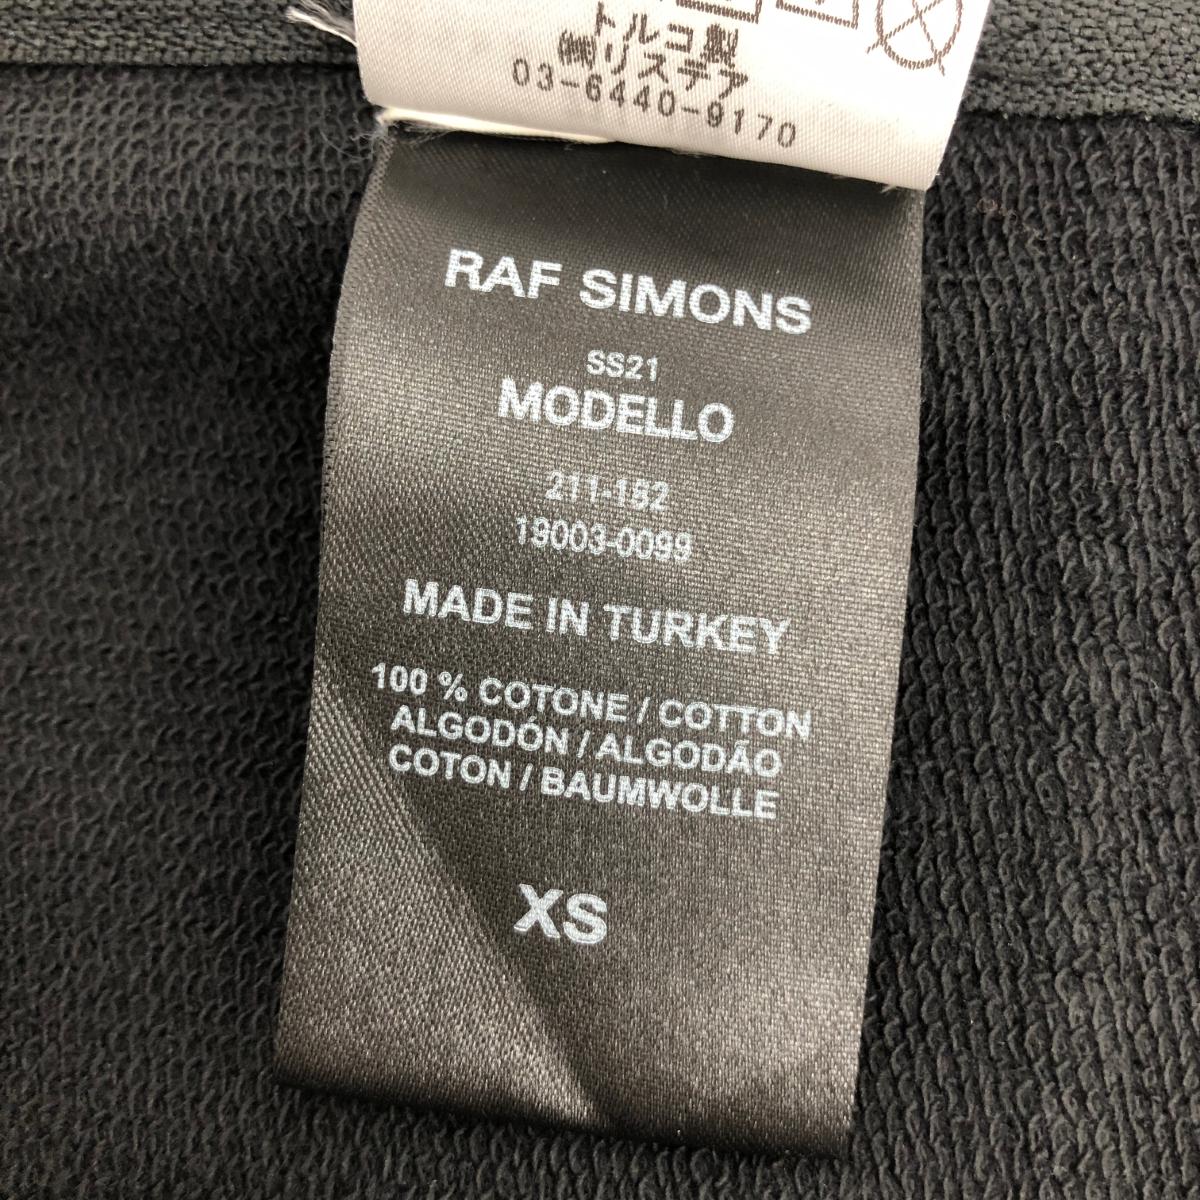 トルコ製
㈱リステア
03-6440-9170
RAF SIMONS
SS21
MODELLO
211-182
19003-0099
MADE IN TURKEY
100 % COTONE / COTTON
ALGODÓN / ALGODÃO
COTON / BAUMWOLLE
XS